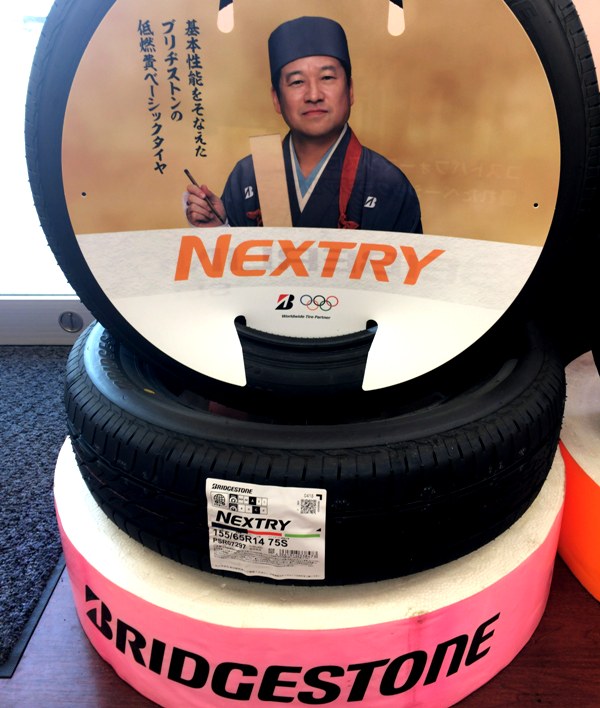 基本性能をそなえた
ブリヂストンの
低燃費ベーシックタイヤ
NEXTRY
Worldwide Tire Partner
BRIDGESTONE
NEXTRY
155/65R14 75S
PSR07297
BRIDGESTONE